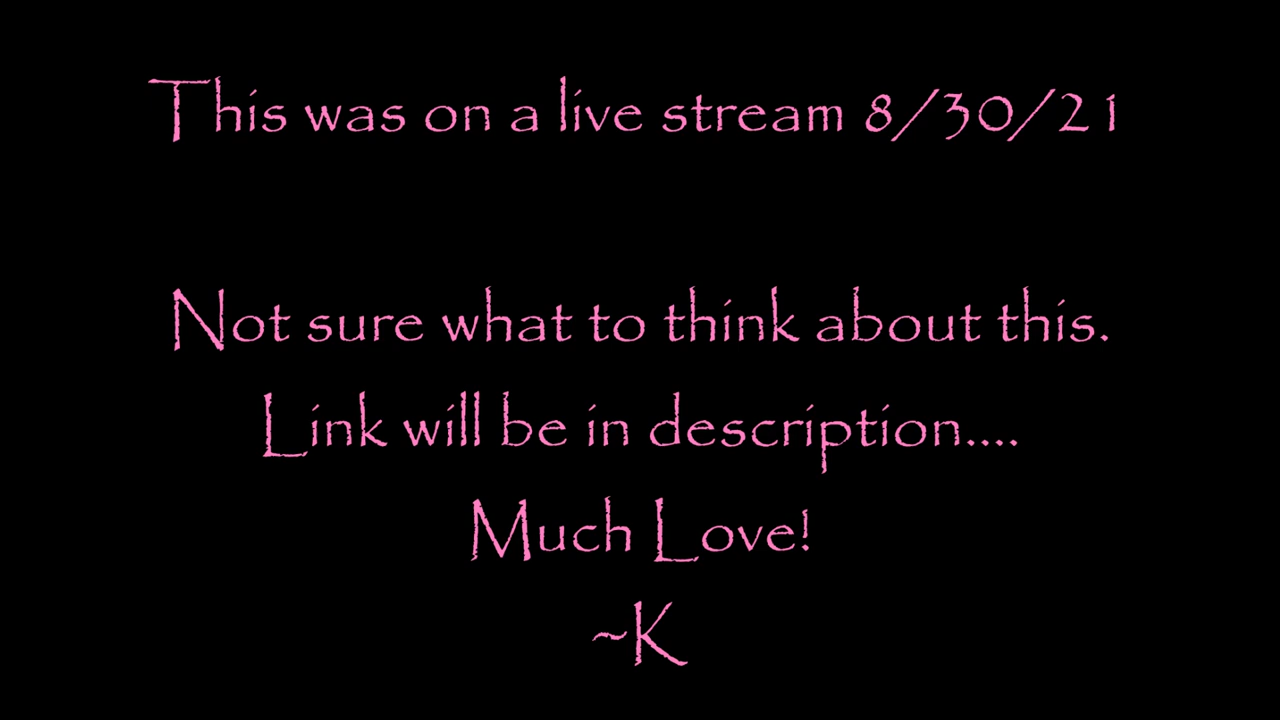 This was on a live stream 8/30/21
Not sure what to think about this.
Link will be in description....
Much Love!
~K